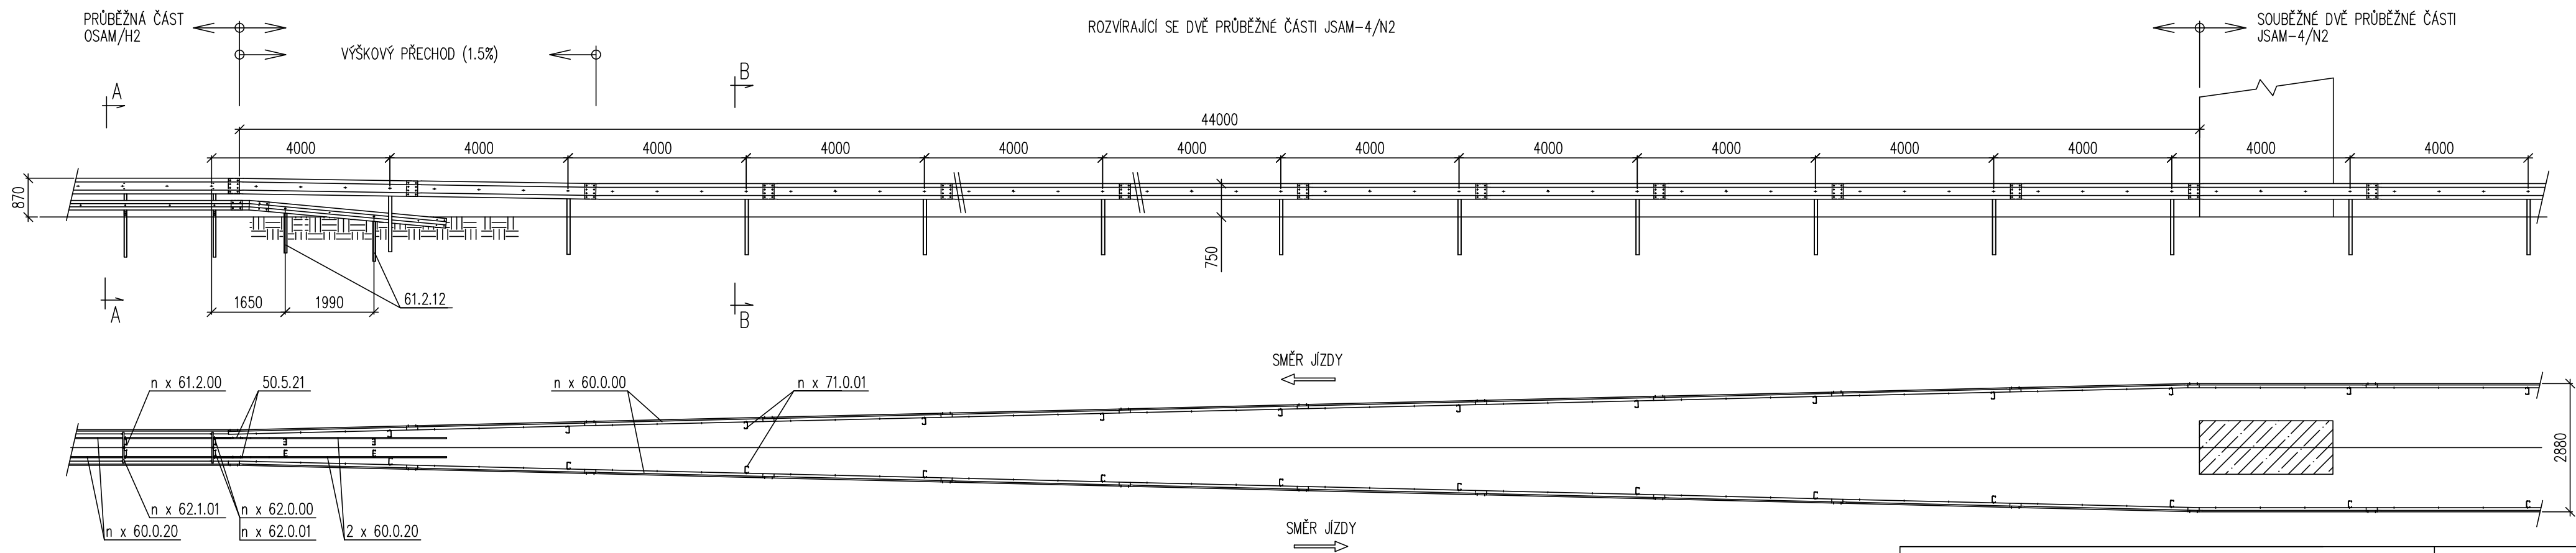 PRŮBĚŽNÁ ČÁST
OSAM/H2
ROZVÍRAJÍCÍ SE DVĚ PRŮBĚŽNÉ ČÁSTI JSAM-4/N2
SOUBĚŽNÉ DVĚ PRŮBĚŽNÉ ČÁSTI
JSAM-4/N2
VÝŠKOVÝ PŘECHOD (1.5%)
A
B
44000
4000 4000 4000 4000 4000 4000 4000 4000 4000 4000 4000 4000 4000
870
750
1650 1990
61.2.12
A
B
SMĚR JÍZDY
n x 61.2.00
50.5.21
n x 60.0.00
n x 71.0.01
2880
n x 62.1.01
n x 62.0.00
n x 60.0.20
n x 62.0.01
2 x 60.0.20
SMĚR JÍZDY